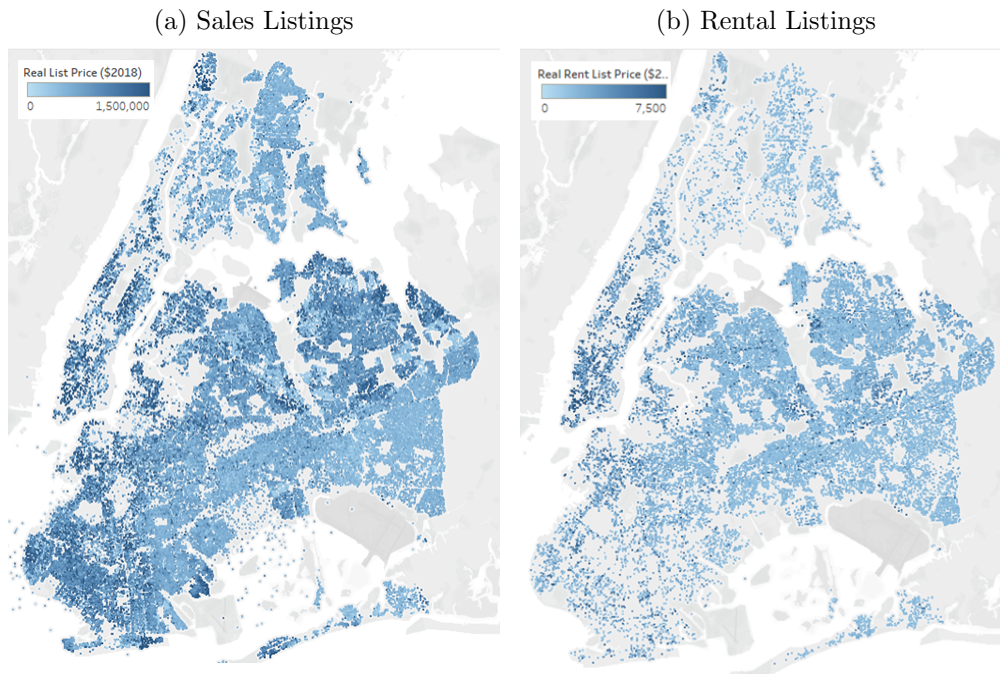 (a) Sales Listings
(b) Rental Listings
Real List Price ($2018)
0 1,500,000
Real Rent List Price ($2..
0 7,500